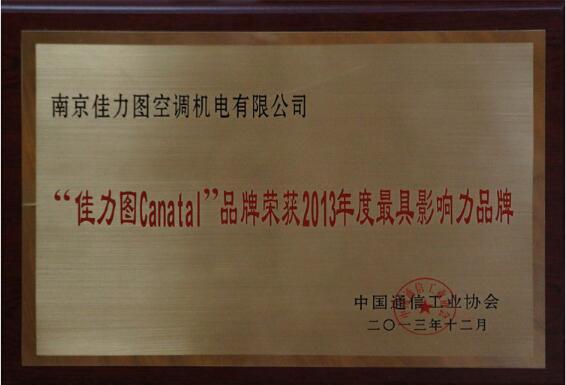 南京佳力图空调机电有限公司
“佳力图Canatal”品牌荣获2013年度最具影响力品牌
中国通信工业协会
二〇一三年十二月